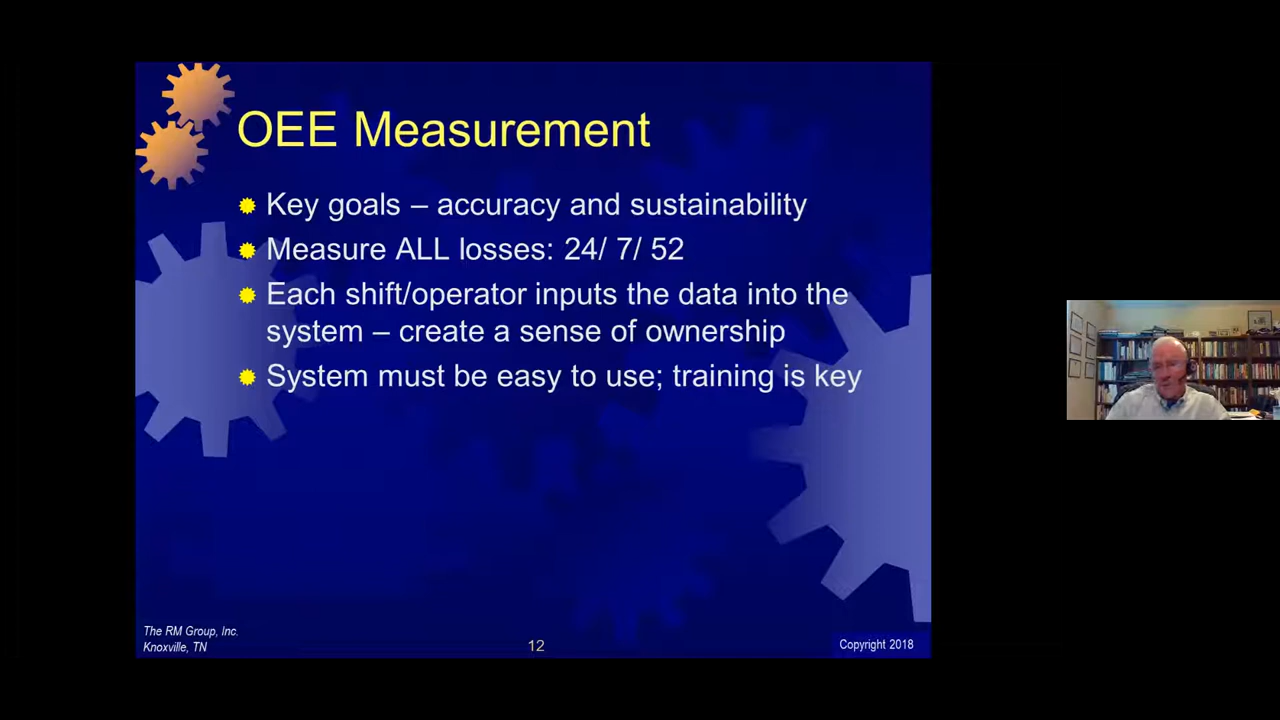 OEE Measurement
Key goals – accuracy and sustainability
Measure ALL losses: 24/ 7/ 52
Each shift/operator inputs the data into the
system – create a sense of ownership
System must be easy to use; training is key
The RM Group, Inc.
Knoxville, TN
12
Copyright 2018